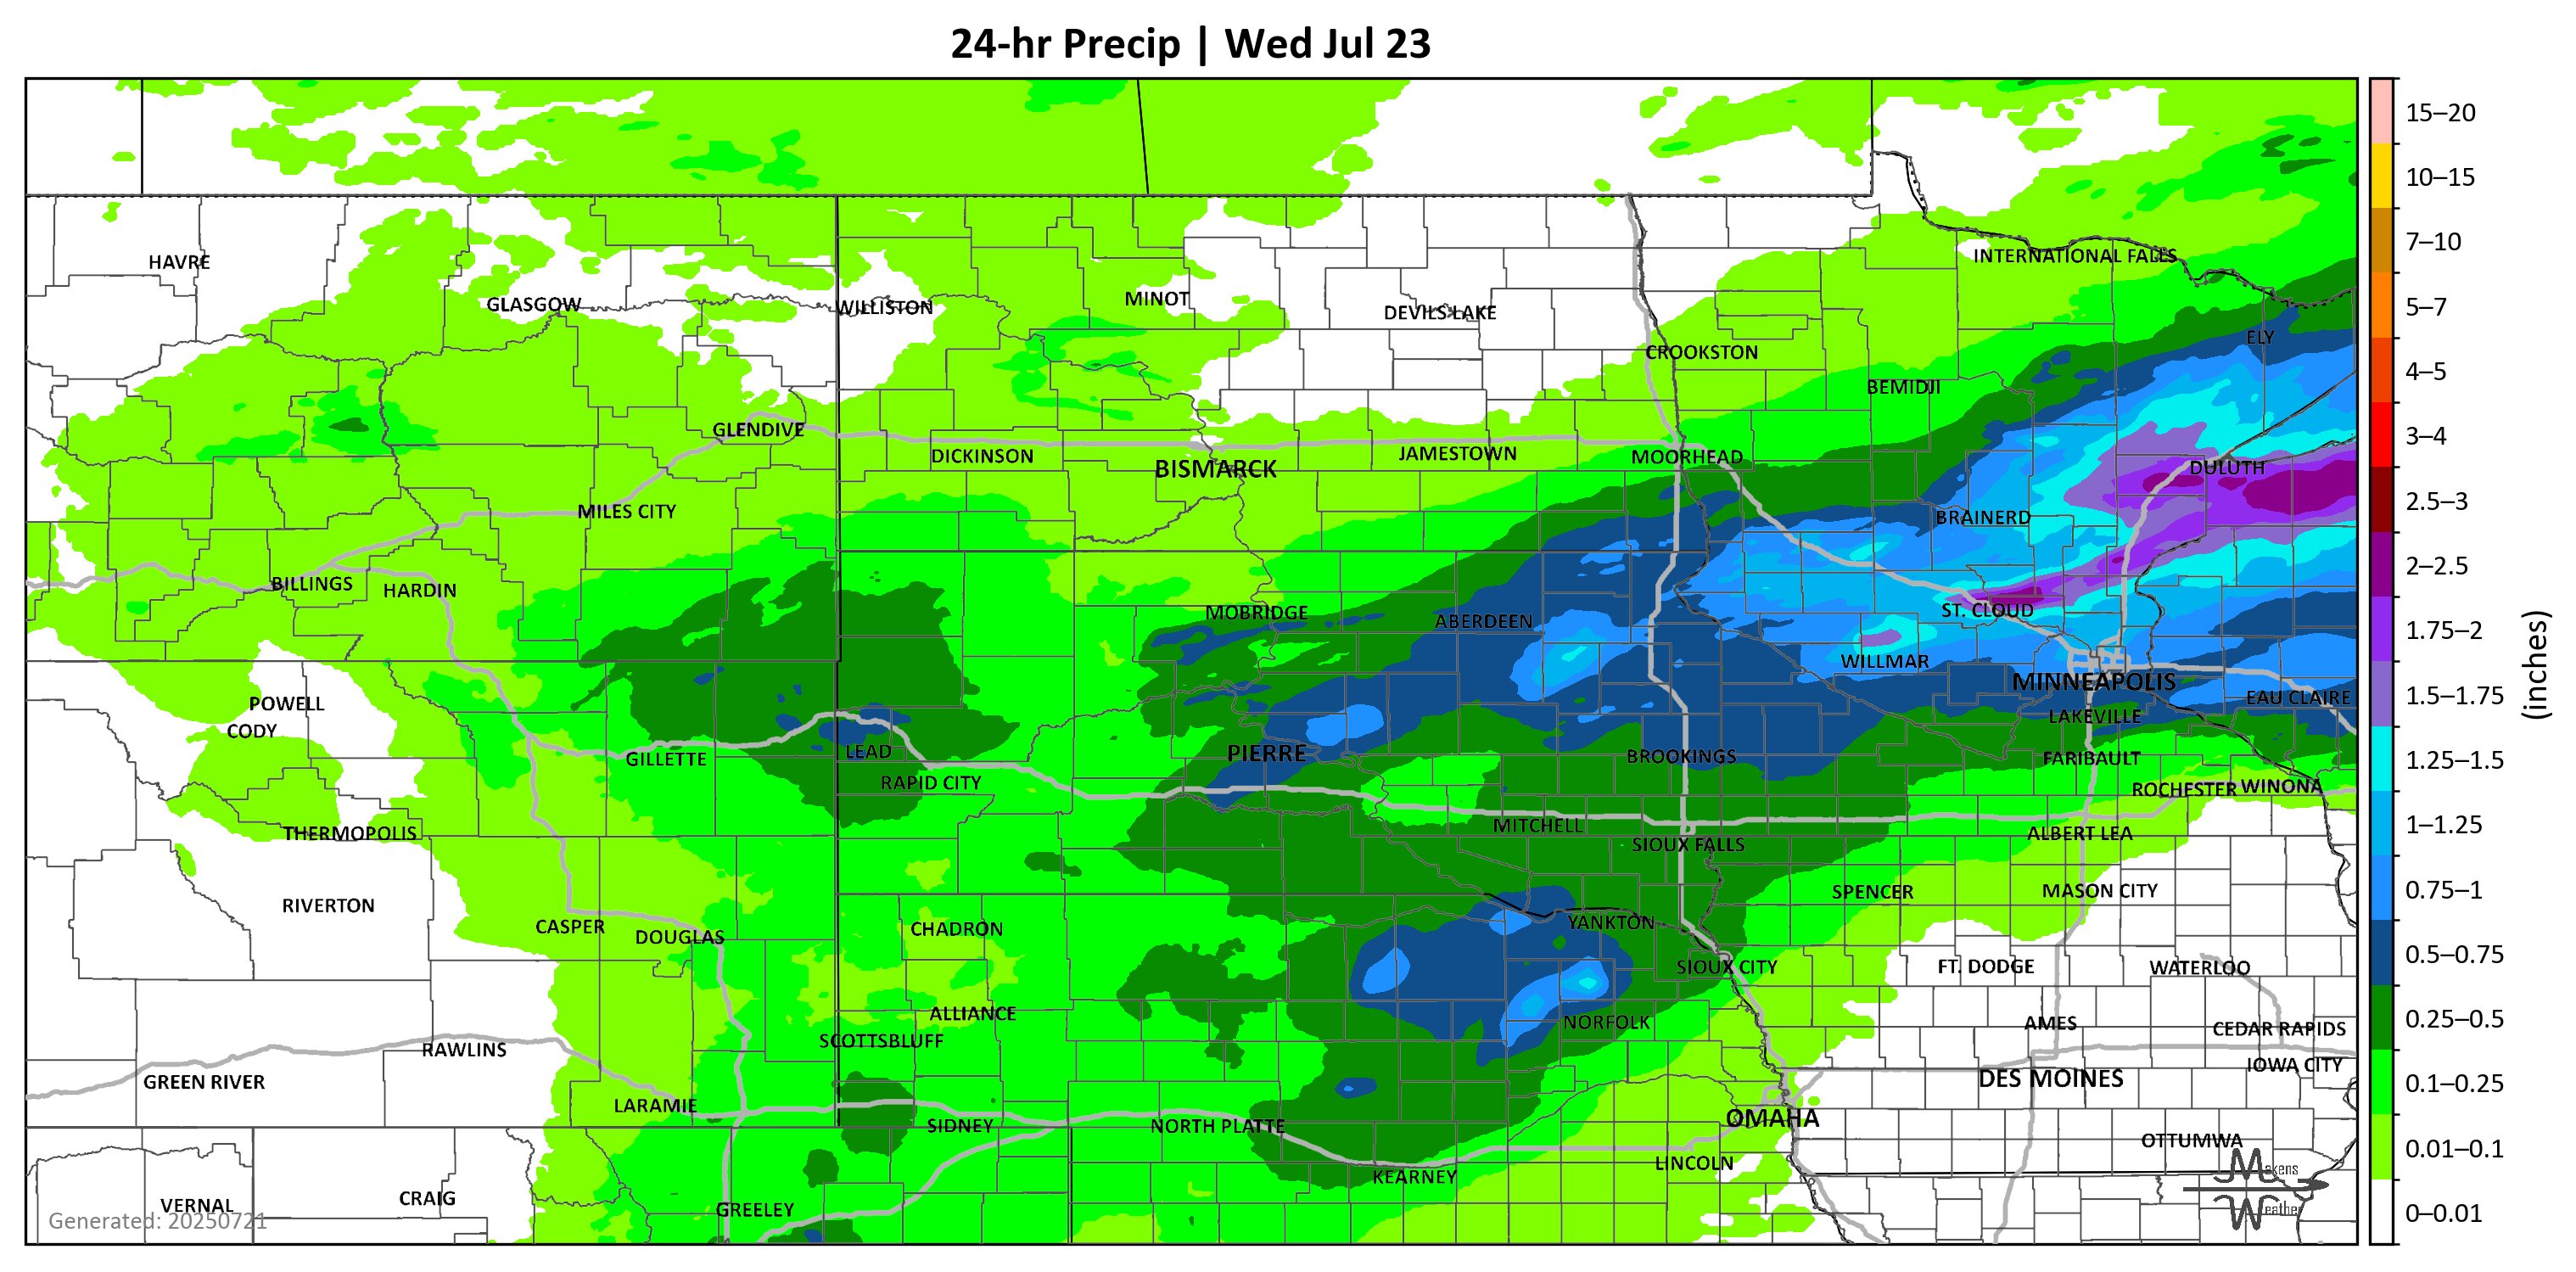 24-hr Precip | Wed Jul 23
15–20
10–15
7–10
5–7
4–5
3–4
2.5–3
2–2.5
1.75–2
1.5–1.75
1.25–1.5
1–1.25
0.75–1
0.5–0.75
0.25–0.5
0.1–0.25
0.01–0.1
0–0.01
(inches)
HAVRE
INTERNATIONAL FALLS
GLASGOW
WILLISTON
MINOT
DEVILS LAKE
ELY
CROOKSTON
BEMIDJI
GLENDIVE
DICKINSON
BISMARCK
JAMESTOWN
MOORHEAD
DULUTH
MILES CITY
BRAINERD
BILLINGS
HARDIN
MOBRIDGE
ABERDEEN
ST. CLOUD
WILLMAR
MINNEAPOLIS
POWELL
EAU CLAIRE
CODY
LAKEVILLE
GILLETTE
LEAD
PIERRE
BROOKINGS
FARIBAULT
RAPID CITY
ROCHESTER
WINONA
THERMOPOLIS
MITCHELL
ALBERT LEA
SIOUX FALLS
RIVERTON
SPENCER
MASON CITY
CASPER
DOUGLAS
CHADRON
YANKTON
SIOUX CITY
FT. DODGE
WATERLOO
ALLIANCE
NORFOLK
AMES
CEDAR RAPIDS
SCOTTSBLUFF
RAWLINS
IOWA CITY
GREEN RIVER
DES MOINES
LARAMIE
SIDNEY
NORTH PLATTE
OMAHA
OTTUMWA
LINCOLN
KEARNEY
VERNAL
CRAIG
GREELEY
Generated: 20250721
Makens
Weather